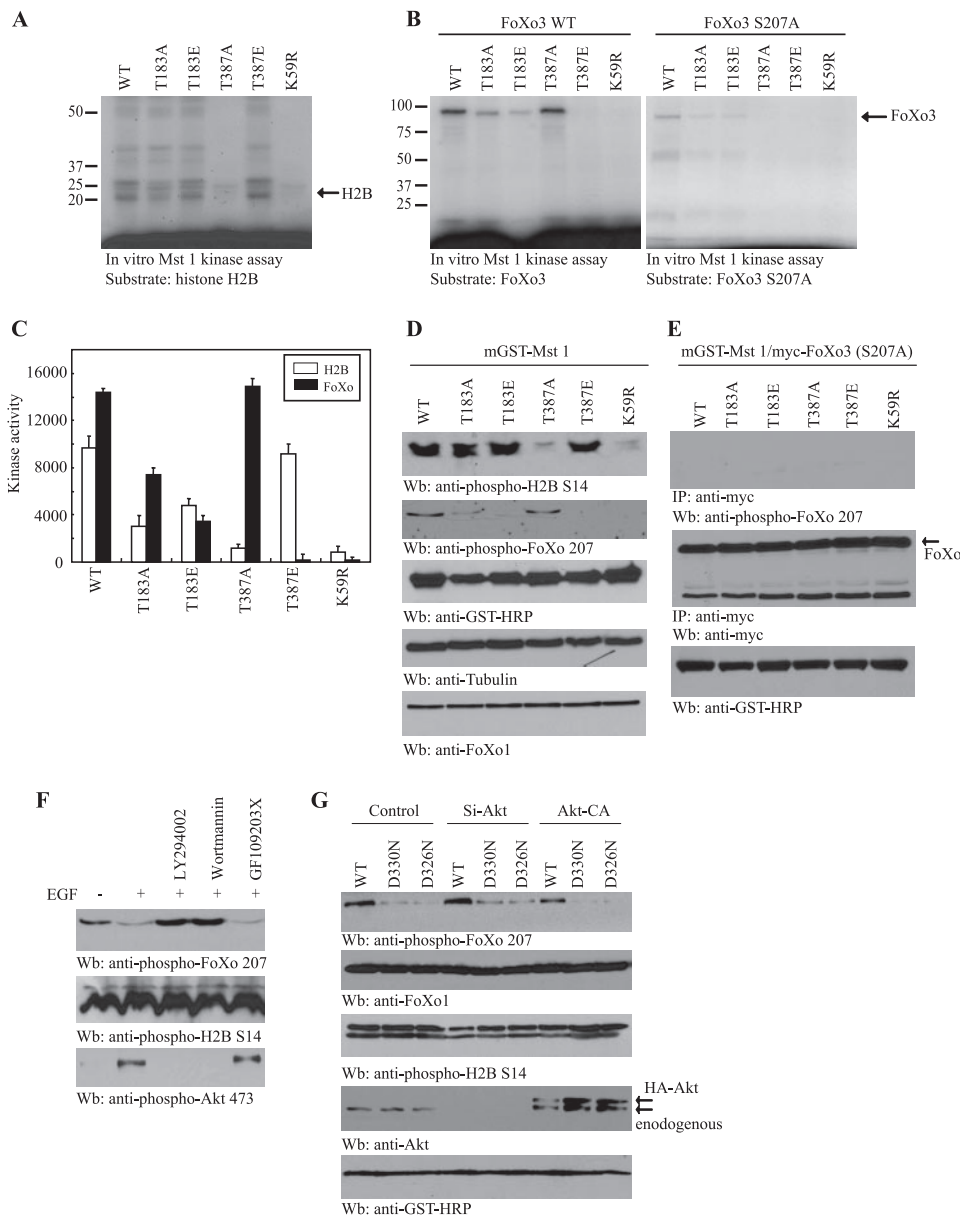 A
WT
T183A
T183E
T387A
T387E
K59R
50
37
25
20
H2B
In vitro Mst 1 kinase assay
Substrate: histone H2B
B
FoXo3 WT
WT
T183A
T183E
T387A
T387E
K59R
100
75
50
37
25
In vitro Mst 1 kinase assay
Substrate: FoXo3
FoXo3 S207A
WT
T183A
T183E
T387A
T387E
K59R
FoXo3
In vitro Mst 1 kinase assay
Substrate: FoXo3 S207A
C
Kinase activity
16000
12000
8000
4000
0
H2B
FoXo
WT
T183A
T183E
T387A
T387E
K59R
D
mGST-Mst 1
WT
T183A
T183E
T387A
T387E
K59R
Wb: anti-phospho-H2B S14
Wb: anti-phospho-FoXo 207
Wb: anti-GST-HRP
Wb: anti-Tubulin
Wb: anti-FoXo1
E
mGST-Mst 1/myc-FoXo3 (S207A)
WT
T183A
T183E
T387A
T387E
K59R
IP: anti-myc
Wb: anti-phospho-FoXo 207
FoXo
IP: anti-myc
Wb: anti-myc
Wb: anti-GST-HRP
F
LY294002
Wortmannin
GF109203X
EGF - + + + +
Wb: anti-phospho-FoXo 207
Wb: anti-phospho-H2B S14
Wb: anti-phospho-Akt 473
G
Control Si-Akt Akt-CA
WT
D330N
D326N
WT
D330N
D326N
WT
D330N
D326N
Wb: anti-phospho-FoXo 207
Wb: anti-FoXo1
Wb: anti-phospho-H2B S14
HA-Akt
enodogenous
Wb: anti-Akt
Wb: anti-GST-HRP